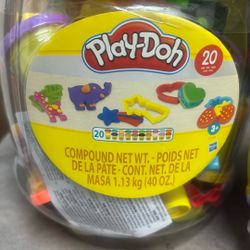 Play-Doh
20
20
3+
COMPOUND NET WT. - POIDS NET
DE LA PÂTE - CONT. NET DE LA
MASA 1.13 kg (40 OZ.)